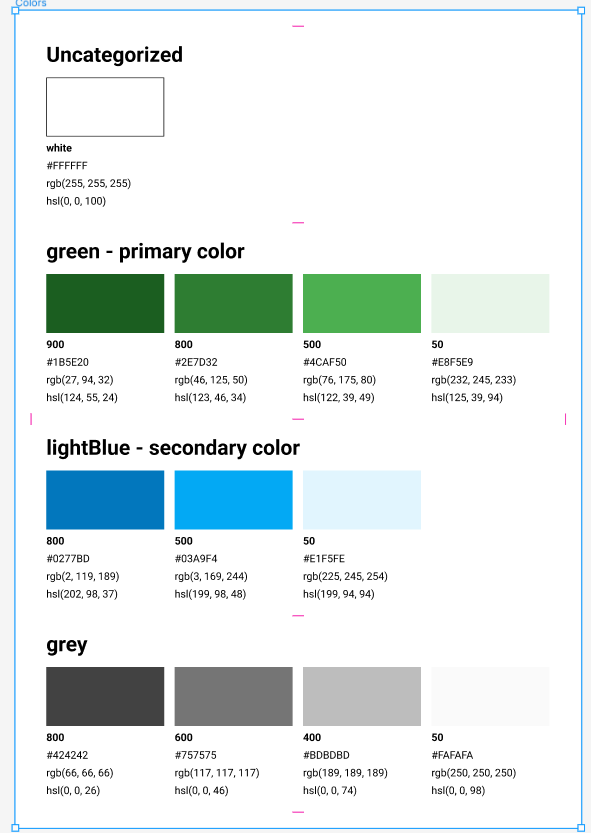 Colors
Uncategorized
white
#FFFFFF
rgb(255, 255, 255)
hsl(0, 0, 100)
green - primary color
900
#1B5E20
rgb(27, 94, 32)
hsl(124, 55, 24)
800
#2E7D32
rgb(46, 125, 50)
hsl(123, 46, 34)
500
#4CAF50
rgb(76, 175, 80)
hsl(122, 39, 49)
50
#E8F5E9
rgb(232, 245, 233)
hsl(125, 39, 94)
lightBlue - secondary color
800
#0277BD
rgb(2, 119, 189)
hsl(202, 98, 37)
500
#03A9F4
rgb(3, 169, 244)
hsl(199, 98, 48)
50
#E1F5FE
rgb(225, 245, 254)
hsl(199, 94, 94)
grey
800
#424242
rgb(66, 66, 66)
hsl(0, 0, 26)
600
#757575
rgb(117, 117, 117)
hsl(0, 0, 46)
400
#BDBDBD
rgb(189, 189, 189)
hsl(0, 0, 74)
50
#FAFAFA
rgb(250, 250, 250)
hsl(0, 0, 98)